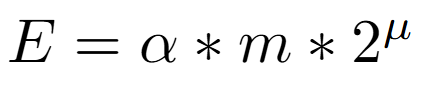 E = α * m * 2^μ